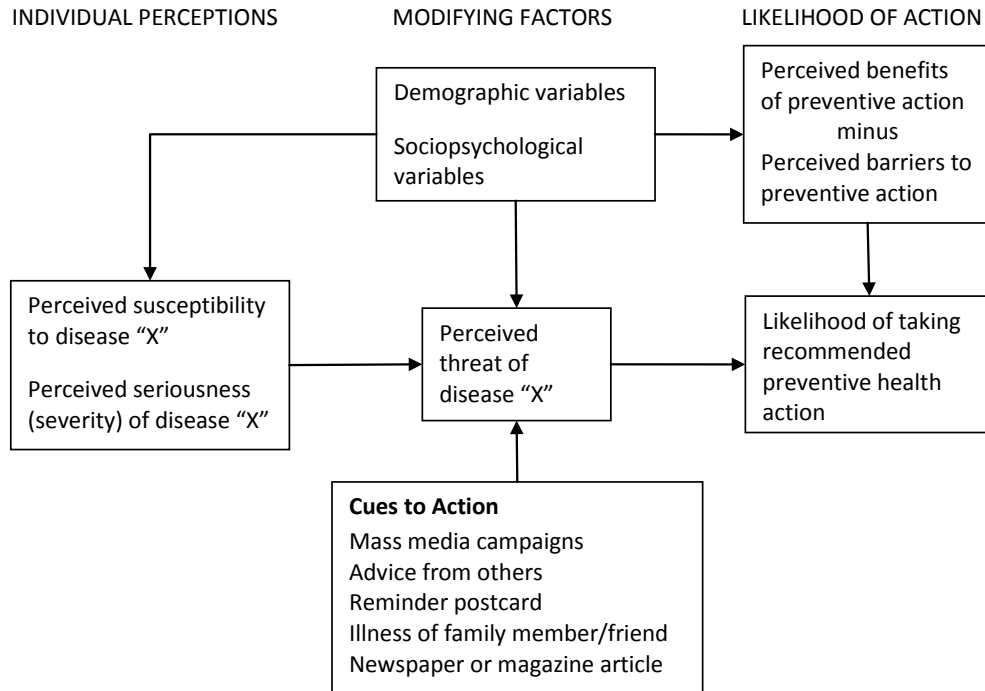 INDIVIDUAL PERCEPTIONS
MODIFYING FACTORS
LIKELIHOOD OF ACTION
Demographic variables
Sociopsychological
variables
Perceived benefits
of preventive action
minus
Perceived barriers to
preventive action
Perceived susceptibility
to disease “X”
Perceived seriousness
(severity) of disease “X”
Perceived
threat of
disease “X”
Likelihood of taking
recommended
preventive health
action
Cues to Action
Mass media campaigns
Advice from others
Reminder postcard
Illness of family member/friend
Newspaper or magazine article